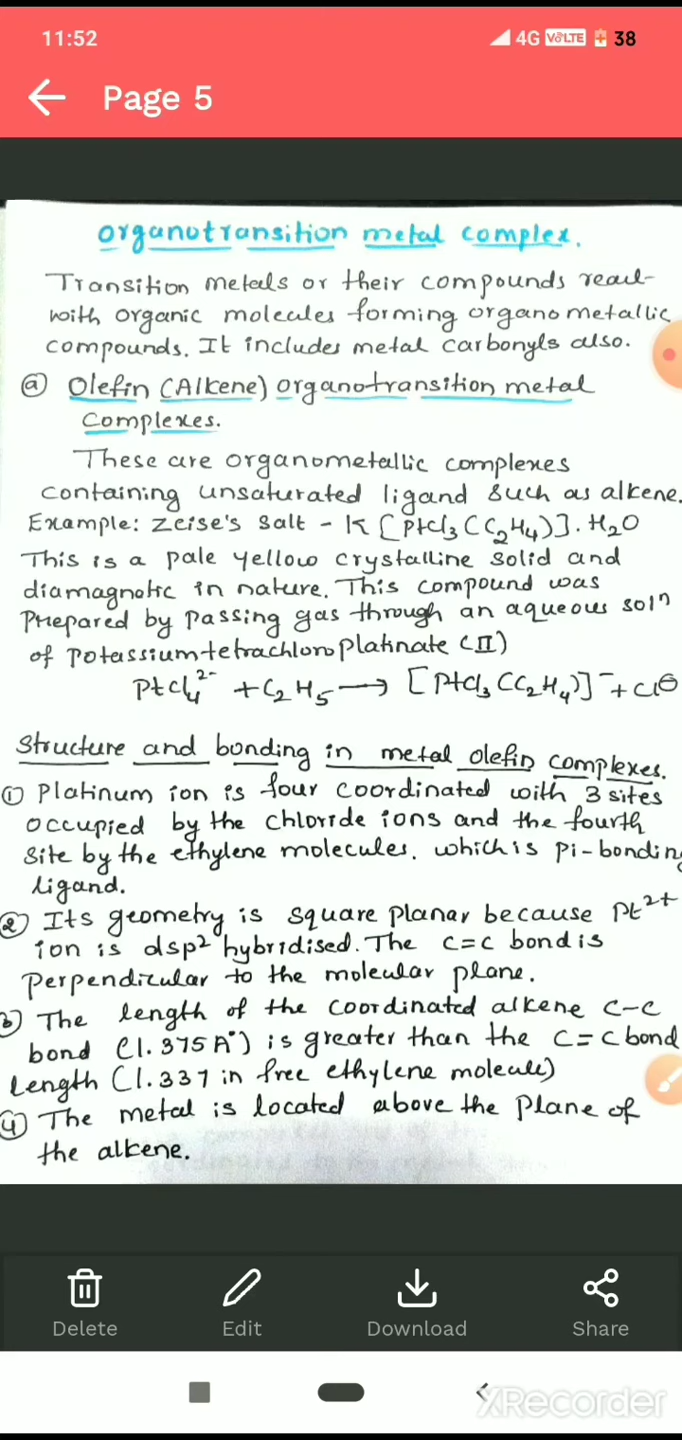 11:52
4G VoLTE 38
Page 5
organotransition metal complex.
Transition metals or their compounds react
with organic molecules forming organo metallic
compounds. It includes metal carbonyls also.
(a) Olefin (Alkene) organotransition metal
Complexes.
These are organometallic complexes
containing unsaturated ligand such as alkene.
Example: Zeise's Salt - K [PtCl3 (C2H4)]. H2O
This is a pale yellow crystalline solid and
diamagnetic in nature. This compound was
Prepared by passing gas through an aqueous solⁿ
of potassium tetrachloro platinate (II)
PtCl4²⁻ + C2H5 ⟶ [PtCl3 (C2H4)]⁻ + Cl⊖
Structure and bonding in metal olefin complexes.
① Platinum ion is four coordinated with 3 sites
occupied by the chloride ions and the fourth
site by the ethylene molecules. which is Pi-bonding
ligand.
② Its geometry is square planar because Pt²⁺
ion is dsp² hybridised. The C=C bond is
perpendicular to the molecular plane.
③ The length of the coordinated alkene C-C
bond (1.375A°) is greater than the C=C bond
length (1.337 in free ethylene molecule)
④ The metal is located above the plane of
the alkene.
Delete Edit Download Share
XRecorder